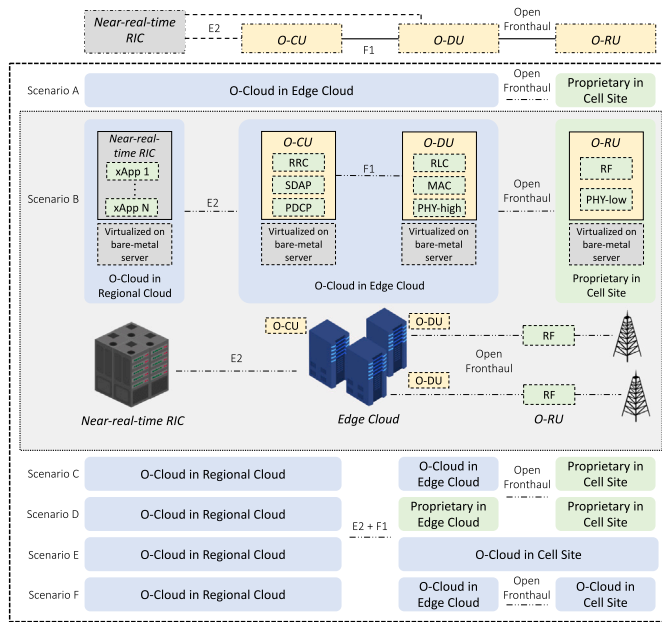 Near-real-time
RIC
E2
O-CU
F1
O-DU
Open
Fronthaul
O-RU
Scenario A
O-Cloud in Edge Cloud
Open
Fronthaul
Proprietary in
Cell Site
Scenario B
Near-real-
time RIC
xApp 1
xApp N
Virtualized on
bare-metal
server
O-Cloud in
Regional Cloud
E2
O-CU
RRC
SDAP
PDCP
Virtualized on
bare-metal
server
F1
O-DU
RLC
MAC
PHY-high
Virtualized on
bare-metal
server
O-Cloud in Edge Cloud
Open
Fronthaul
O-RU
RF
PHY-low
Virtualized on
bare-metal
server
Proprietary in
Cell Site
Near-real-time RIC
E2
O-CU
O-DU
O-DU
Edge Cloud
Open
Fronthaul
RF
RF
O-RU
Scenario C
O-Cloud in Regional Cloud
O-Cloud in
Edge Cloud
Open
Fronthaul
Proprietary in
Cell Site
Scenario D
O-Cloud in Regional Cloud
E2 + F1
Proprietary in
Edge Cloud
Proprietary in
Cell Site
Scenario E
O-Cloud in Regional Cloud
O-Cloud in Cell Site
Scenario F
O-Cloud in Regional Cloud
O-Cloud in
Edge Cloud
Open
Fronthaul
O-Cloud in
Cell Site